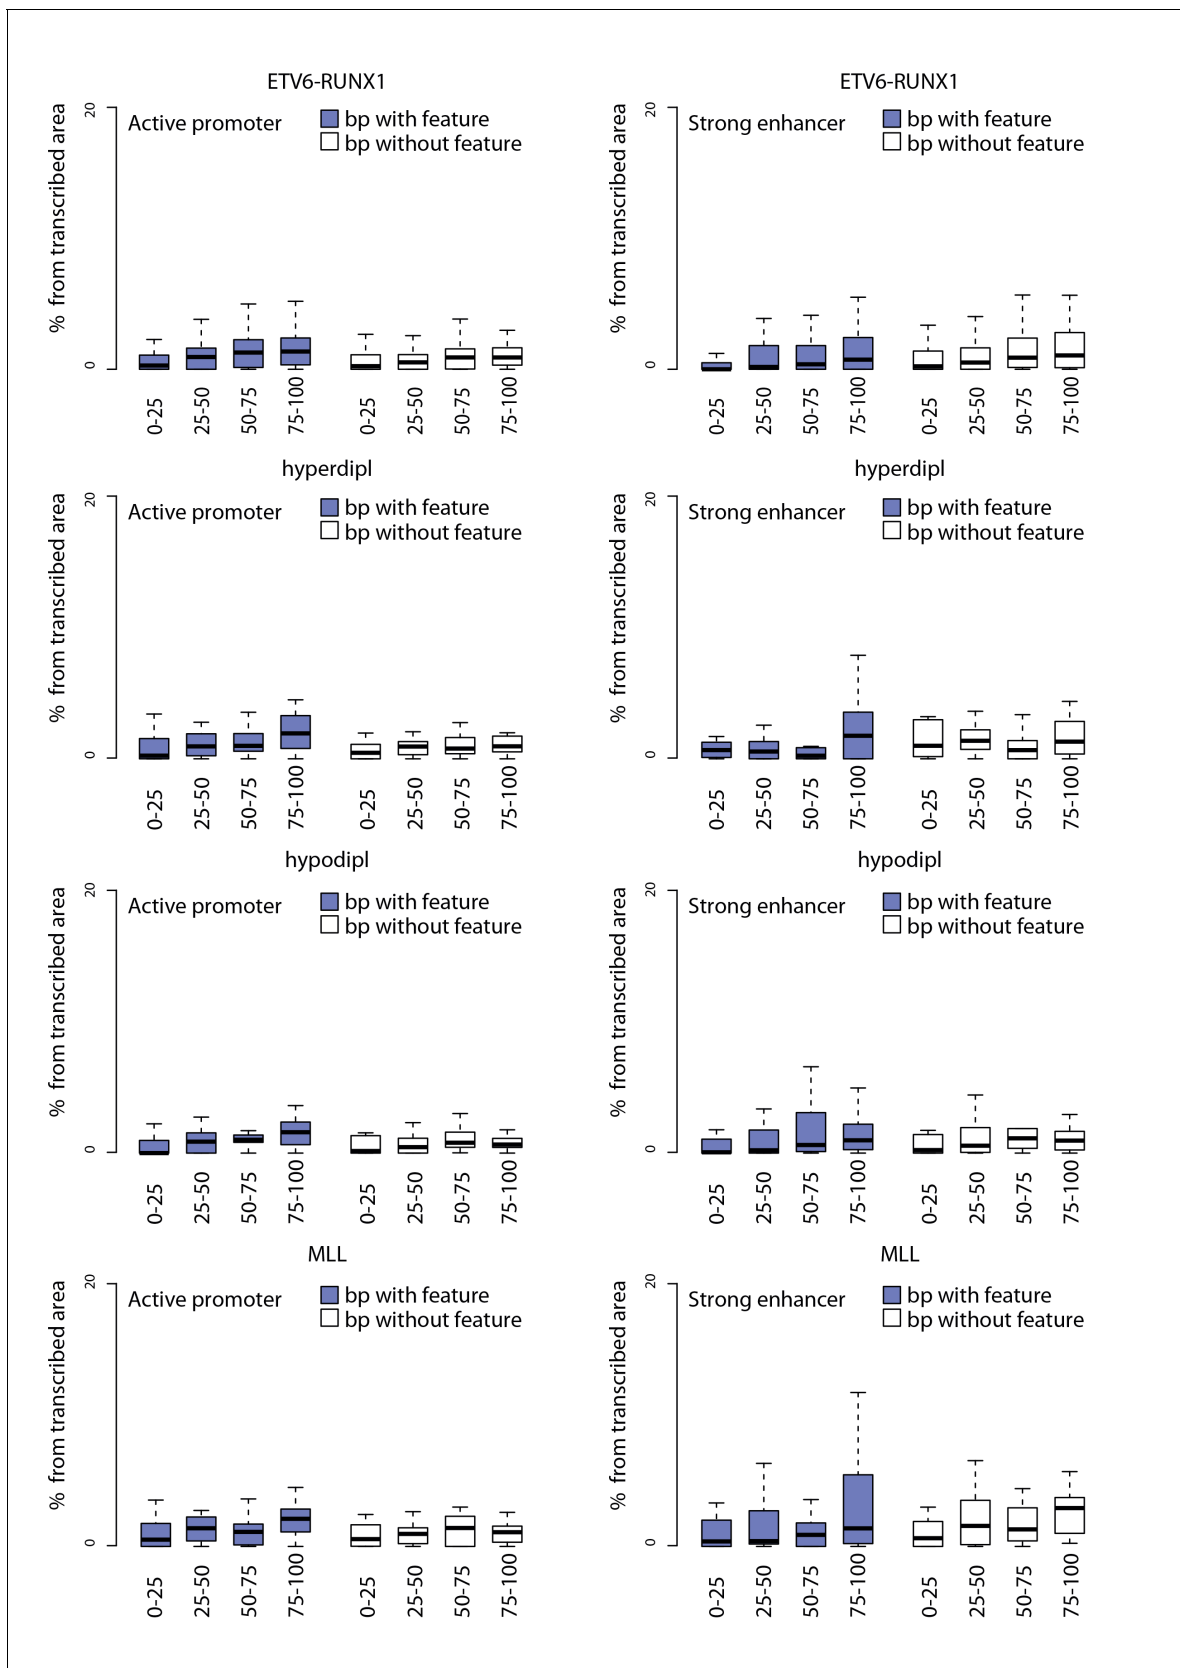 ETV6-RUNX1
% from transcribed area
20
0
Active promoter
bp with feature
bp without feature
0-25
25-50
50-75
75-100
0-25
25-50
50-75
75-100
ETV6-RUNX1
% from transcribed area
20
0
Strong enhancer
bp with feature
bp without feature
0-25
25-50
50-75
75-100
0-25
25-50
50-75
75-100
hyperdipl
% from transcribed area
20
0
Active promoter
bp with feature
bp without feature
0-25
25-50
50-75
75-100
0-25
25-50
50-75
75-100
hyperdipl
% from transcribed area
20
0
Strong enhancer
bp with feature
bp without feature
0-25
25-50
50-75
75-100
0-25
25-50
50-75
75-100
hypodipl
% from transcribed area
20
0
Active promoter
bp with feature
bp without feature
0-25
25-50
50-75
75-100
0-25
25-50
50-75
75-100
hypodipl
% from transcribed area
20
0
Strong enhancer
bp with feature
bp without feature
0-25
25-50
50-75
75-100
0-25
25-50
50-75
75-100
MLL
% from transcribed area
20
0
Active promoter
bp with feature
bp without feature
0-25
25-50
50-75
75-100
0-25
25-50
50-75
75-100
MLL
% from transcribed area
20
0
Strong enhancer
bp with feature
bp without feature
0-25
25-50
50-75
75-100
0-25
25-50
50-75
75-100